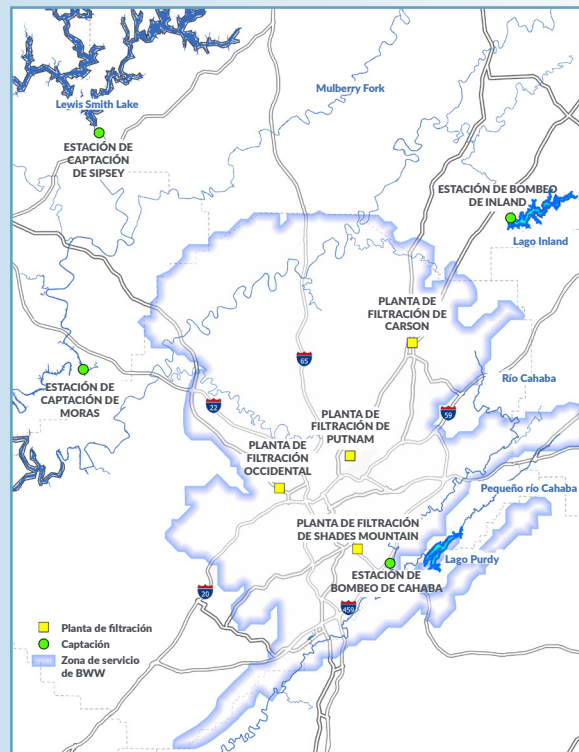 Lewis Smith Lake
Mulberry Fork
ESTACIÓN DE
CAPTACIÓN
DE SIPSEY
ESTACIÓN DE BOMBEO
DE INLAND
Lago Inland
PLANTA DE
FILTRACIÓN DE
CARSON
65
ESTACIÓN DE
CAPTACIÓN DE
MORAS
22
Río Cahaba
59
PLANTA DE
FILTRACIÓN DE
PUTNAM
PLANTA DE
FILTRACIÓN
OCCIDENTAL
Pequeño río Cahaba
PLANTA DE FILTRACIÓN
DE SHADES MOUNTAIN
Lago Purdy
ESTACIÓN DE
BOMBEO DE CAHABA
20
459
Planta de filtración
Captación
Zona de servicio
de BWW